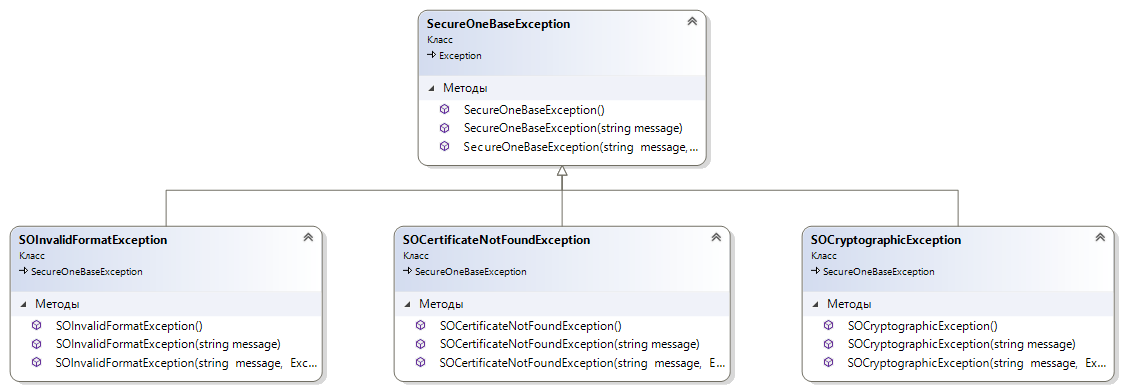 SecureOneBaseException
Класс
Exception
Методы
SecureOneBaseException()
SecureOneBaseException(string message)
SecureOneBaseException(string message,...
SOInvalidFormatException
Класс
SecureOneBaseException
Методы
SOInvalidFormatException()
SOInvalidFormatException(string message)
SOInvalidFormatException(string message, Exc...
SOCertificateNotFoundException
Класс
SecureOneBaseException
Методы
SOCertificateNotFoundException()
SOCertificateNotFoundException(string message)
SOCertificateNotFoundException(string message, E...
SOCryptographicException
Класс
SecureOneBaseException
Методы
SOCryptographicException()
SOCryptographicException(string message)
SOCryptographicException(string message, Ex...